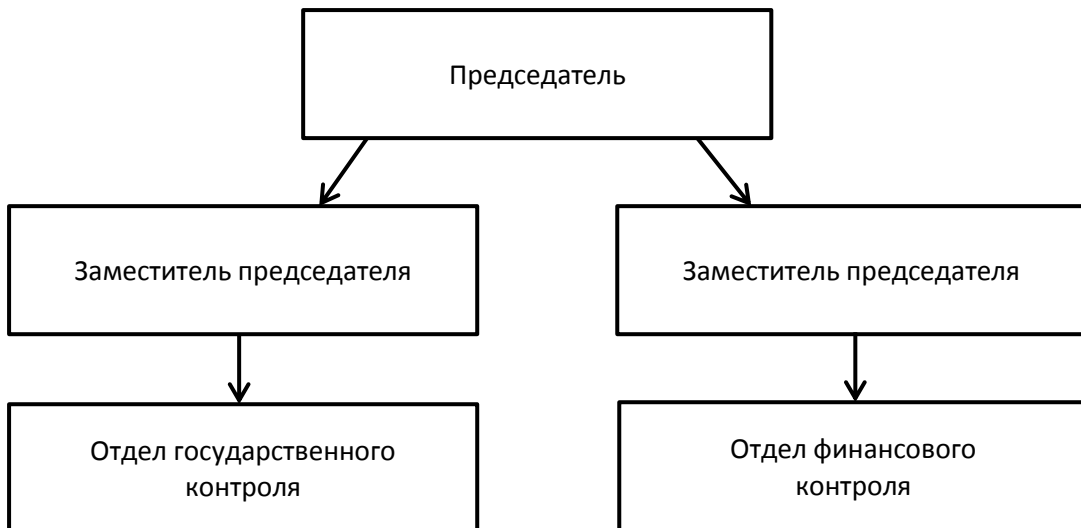 Председатель
Заместитель председателя
Заместитель председателя
Отдел государственного
контроля
Отдел финансового
контроля